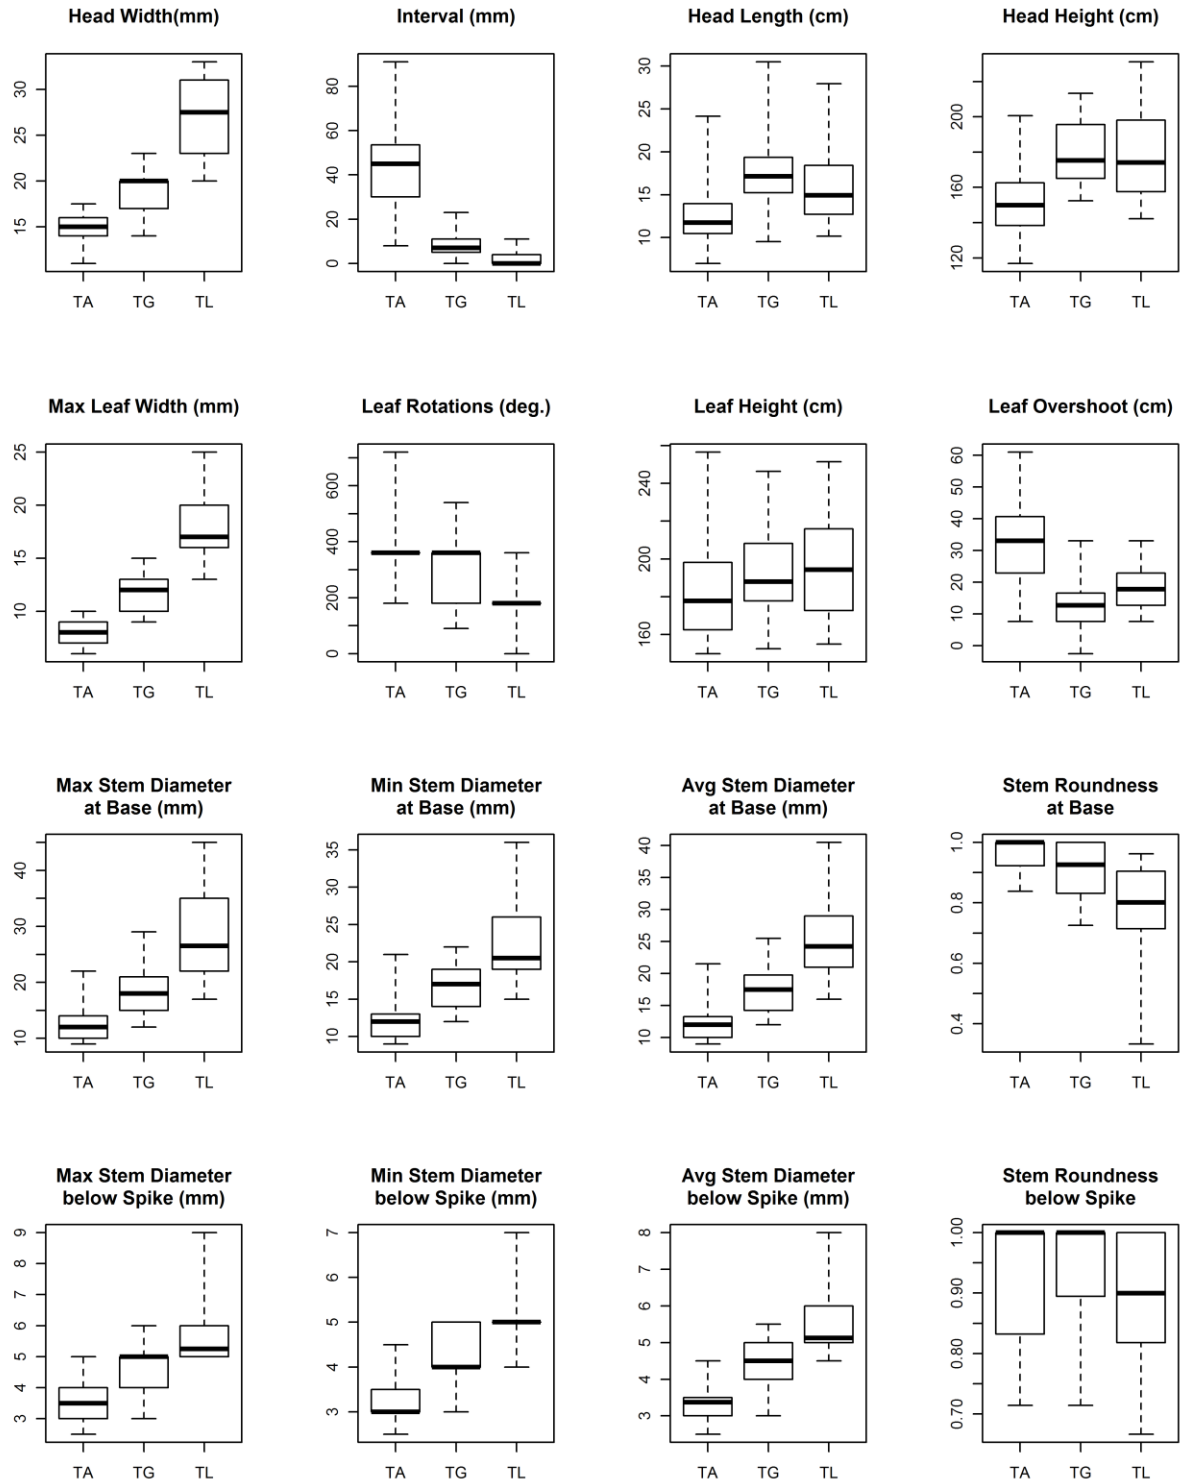 Head Width(mm)
Interval (mm)
Head Length (cm)
Head Height (cm)
15 20 25 30
0 20 40 60 80
10 15 20 25 30
120 160 200
TA TG TL
TA TG TL
TA TG TL
TA TG TL
Max Leaf Width (mm)
Leaf Rotations (deg.)
Leaf Height (cm)
Leaf Overshoot (cm)
10 15 20 25
0 200 400 600
160 200 240
0 10 20 30 40 50 60
TA TG TL
TA TG TL
TA TG TL
TA TG TL
Max Stem Diameter
at Base (mm)
Min Stem Diameter
at Base (mm)
Avg Stem Diameter
at Base (mm)
Stem Roundness
at Base
10 20 30 40
10 15 20 25 30 35
10 15 20 25 30 35 40
0.4 0.6 0.8 1.0
TA TG TL
TA TG TL
TA TG TL
TA TG TL
Max Stem Diameter
below Spike (mm)
Min Stem Diameter
below Spike (mm)
Avg Stem Diameter
below Spike (mm)
Stem Roundness
below Spike
3 4 5 6 7 8 9
3 4 5 6 7
3 4 5 6 7 8
0.70 0.80 0.90 1.00
TA TG TL
TA TG TL
TA TG TL
TA TG TL